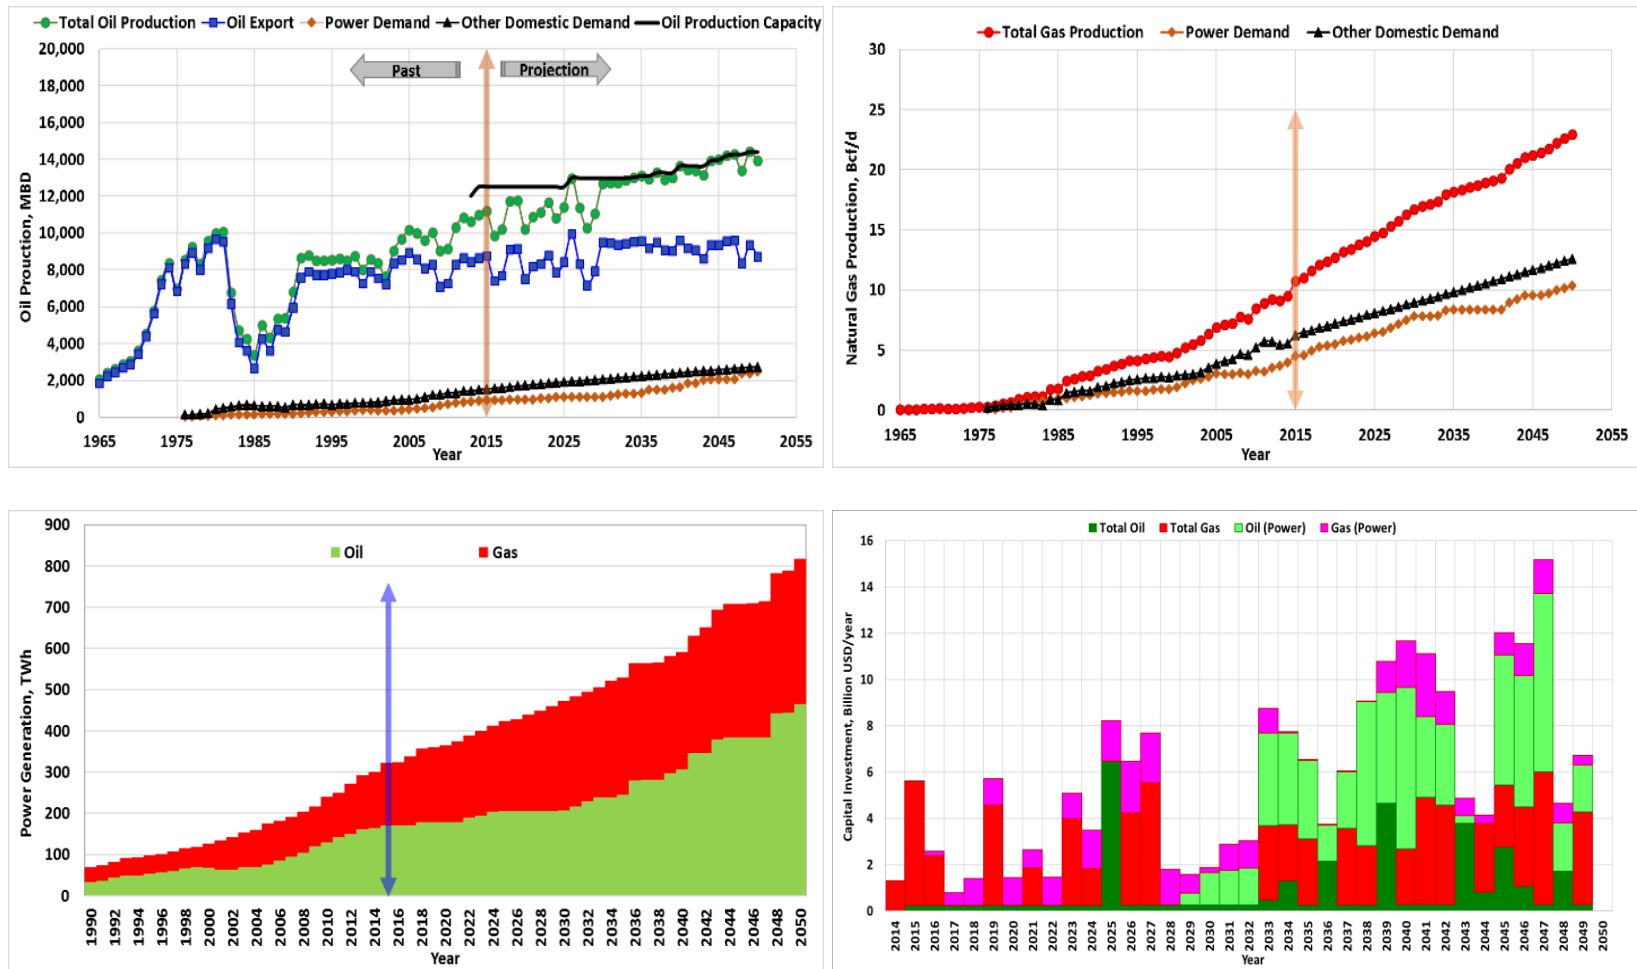 Total Oil Production Oil Export Power Demand Other Domestic Demand Oil Production Capacity
20,000
18,000
16,000
14,000
12,000
10,000
8,000
6,000
4,000
2,000
0
Oil Production, MBD
Past
Projection
1965 1975 1985 1995 2005 2015 2025 2035 2045 2055
Year
Total Gas Production Power Demand Other Domestic Demand
30
25
20
15
10
5
0
Natural Gas Production, Bcf/d
1965 1975 1985 1995 2005 2015 2025 2035 2045 2055
Year
Oil Gas
900
800
700
600
500
400
300
200
100
0
Power Generation, TWh
1990 1992 1994 1996 1998 2000 2002 2004 2006 2008 2010 2012 2014 2016 2018 2020 2022 2024 2026 2028 2030 2032 2034 2036 2038 2040 2042 2044 2046 2048 2050
Year
Total Oil Total Gas Oil (Power) Gas (Power)
16
14
12
10
8
6
4
2
0
Capital Investment, Billion USD/year
2014 2015 2016 2017 2018 2019 2020 2021 2022 2023 2024 2025 2026 2027 2028 2029 2030 2031 2032 2033 2034 2035 2036 2037 2038 2039 2040 2041 2042 2043 2044 2045 2046 2047 2048 2049 2050
Year